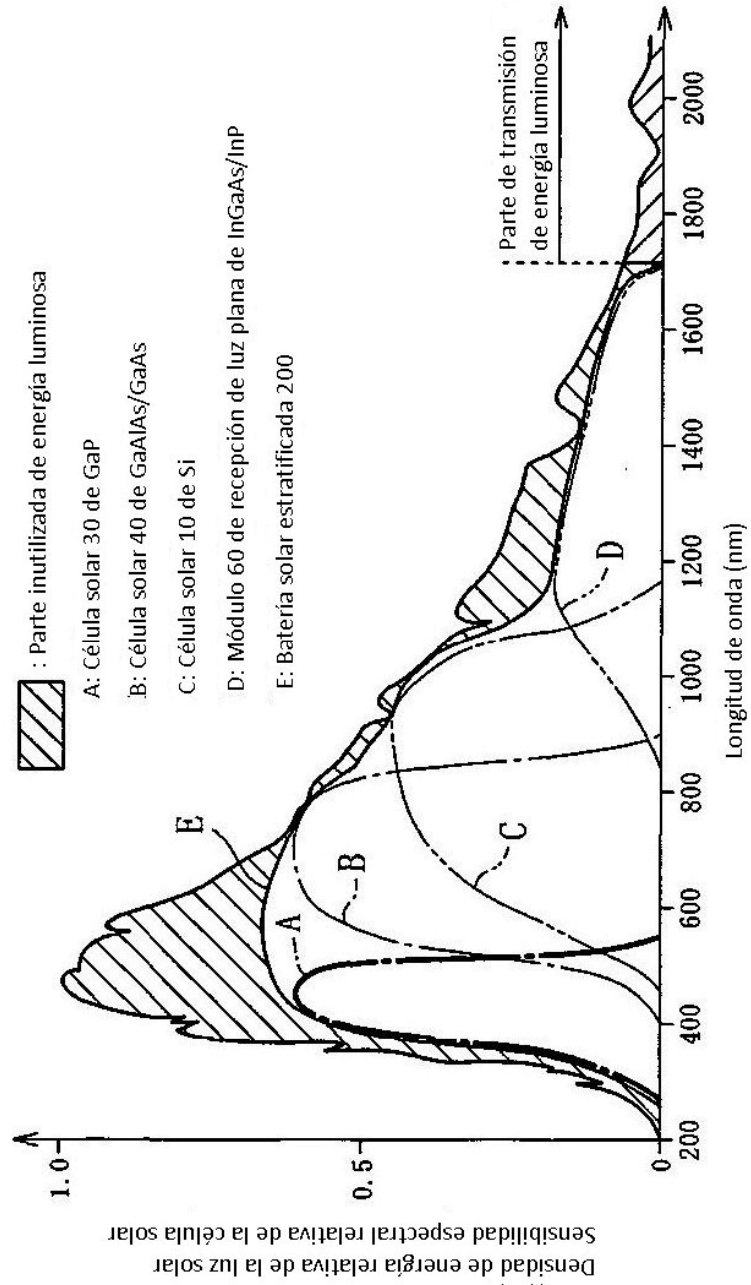 : Parte inutilizada de energía luminosa
A: Célula solar 30 de GaP
B: Célula solar 40 de GaAlAs/GaAs
C: Célula solar 10 de Si
D: Módulo 60 de recepción de luz plana de InGaAs/InP
E: Batería solar estratificada 200
Densidad de energía relativa de la luz solar
Sensibilidad espectral relativa de la célula solar
1.0
0.5
0
E
A
B
C
D
Parte de transmisión
de energía luminosa
200 400 600 800 1000 1200 1400 1600 1800 2000
Longitud de onda (nm)